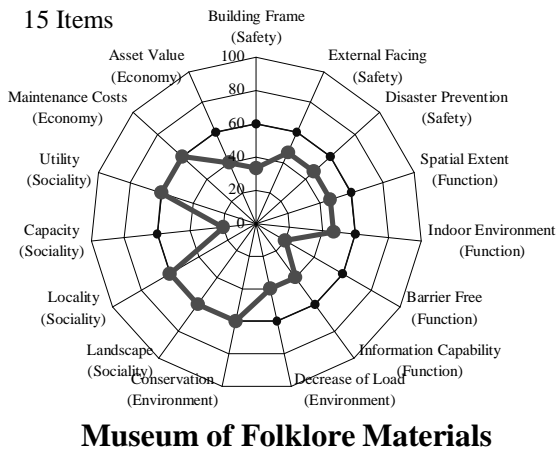 15 Items
Building Frame
(Safety)
External Facing
(Safety)
Disaster Prevention
(Safety)
Spatial Extent
(Function)
Indoor Environment
(Function)
Barrier Free
(Function)
Information Capability
(Function)
Decrease of Load
(Environment)
Conservation
(Environment)
Landscape
(Sociality)
Locality
(Sociality)
Capacity
(Sociality)
Utility
(Sociality)
Maintenance Costs
(Economy)
Asset Value
(Economy)
100
80
60
40
20
0
Museum of Folklore Materials